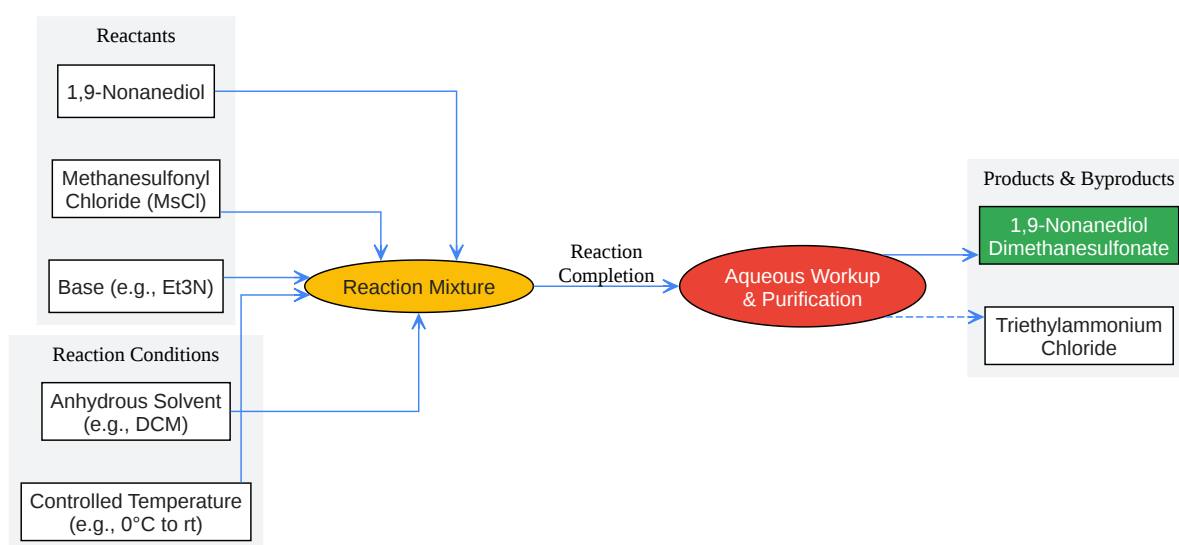 Reactants
1,9-Nonanediol
Methanesulfonyl
Chloride (MsCl)
Base (e.g., Et3N)
Reaction Conditions
Anhydrous Solvent
(e.g., DCM)
Controlled Temperature
(e.g., 0°C to rt)
Reaction Mixture
Reaction
Completion
Aqueous Workup
& Purification
Products & Byproducts
1,9-Nonanediol
Dimethanesulfonate
Triethylammonium
Chloride